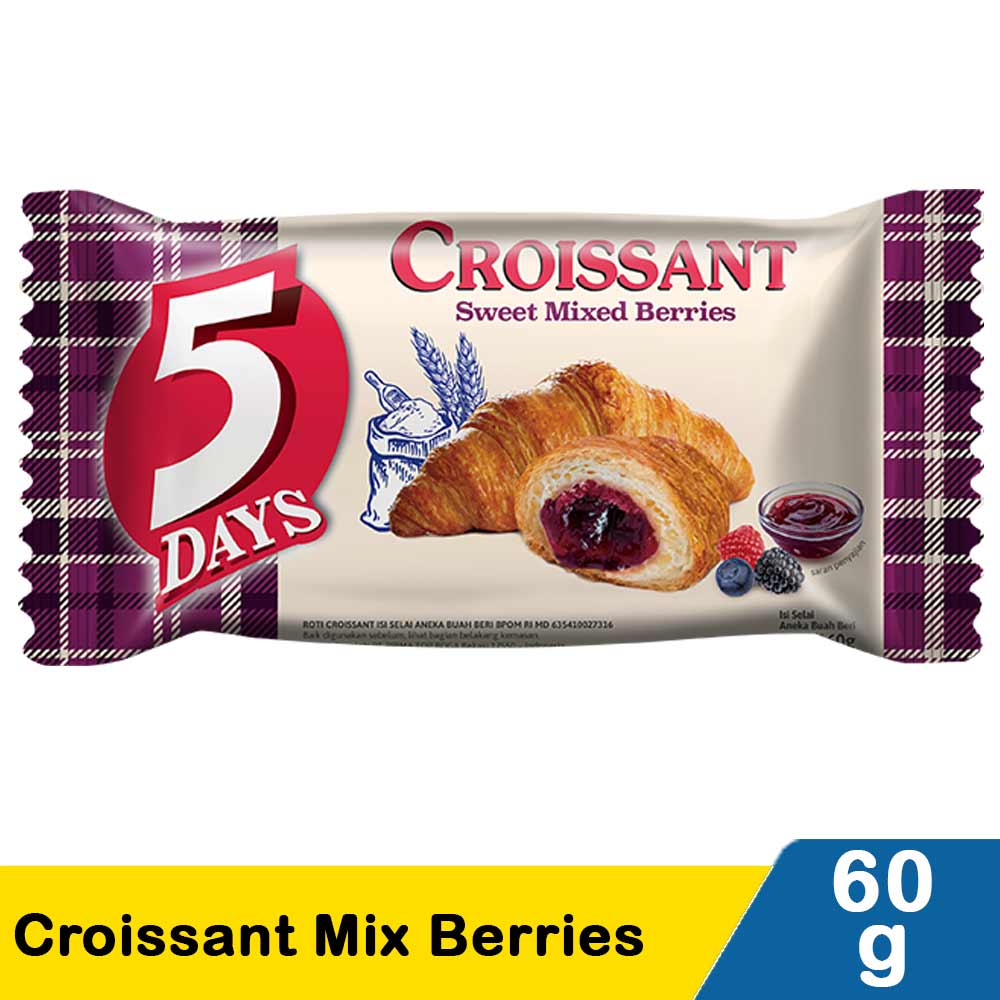 5
DAYS
CROISSANT
Sweet Mixed Berries
saran penyajian
ROTI CROISSANT ISI SELAI ANEKA BUAH BERI BPOM RI MD 635410027316
Baik digunakan sebelum, lihat bagian belakang kemasan.
Isi Selai
Aneka Buah Beri
60g
Croissant Mix Berries
60
g